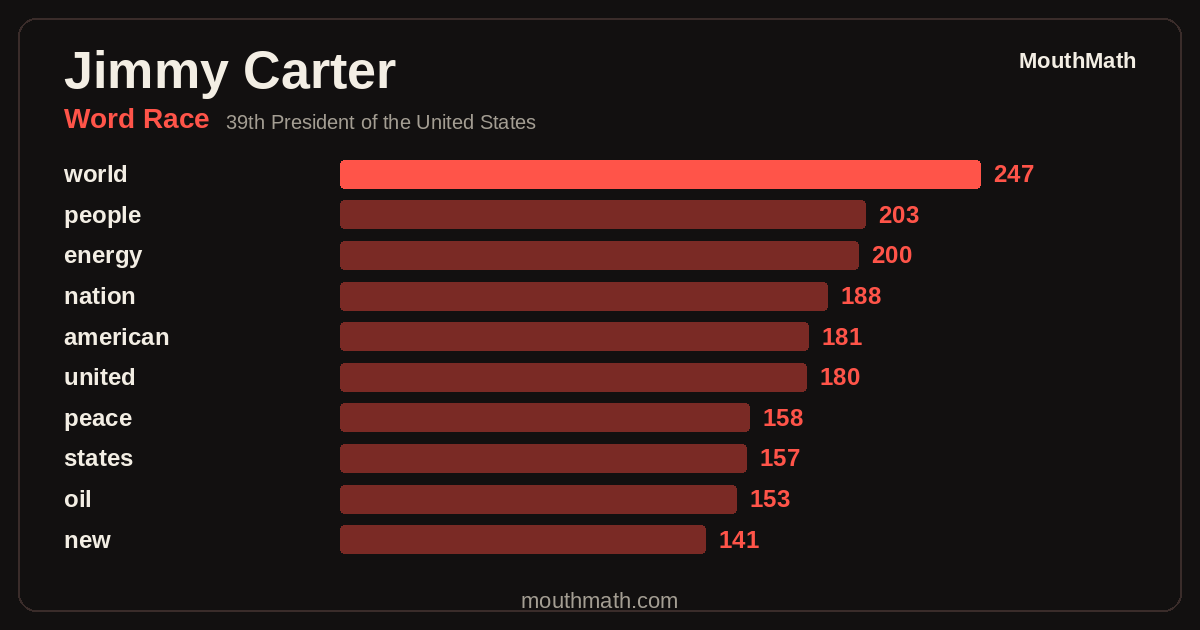 Jimmy Carter
MouthMath
Word Race 39th President of the United States
world 247
people 203
energy 200
nation 188
american 181
united 180
peace 158
states 157
oil 153
new 141
mouthmath.com